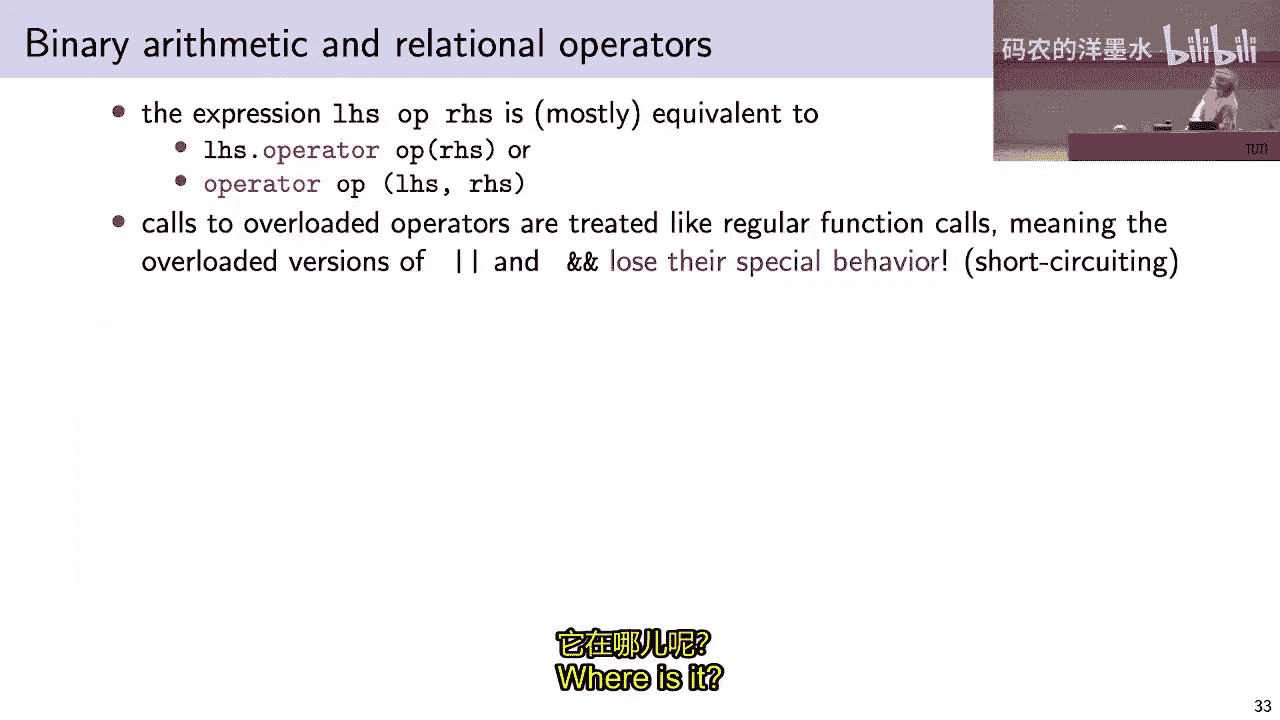 Binary arithmetic and relational operators
码农的洋墨水 bilibili
TUM
• the expression lhs op rhs is (mostly) equivalent to
• lhs.operator op(rhs) or
• operator op (lhs, rhs)
• calls to overloaded operators are treated like regular function calls, meaning the
overloaded versions of || and && lose their special behavior! (short-circuiting)
它在哪儿呢?
Where is it?
33